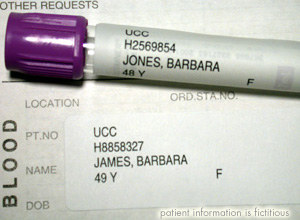 OTHER REQUESTS
UCC
H2569854
JONES, BARBARA
48 Y F
LOCATION ORD.STA.NO.
BLOOD
PT.NO UCC
H8858327
NAME JAMES, BARBARA
49 Y F
DOB
patient information is fictitious